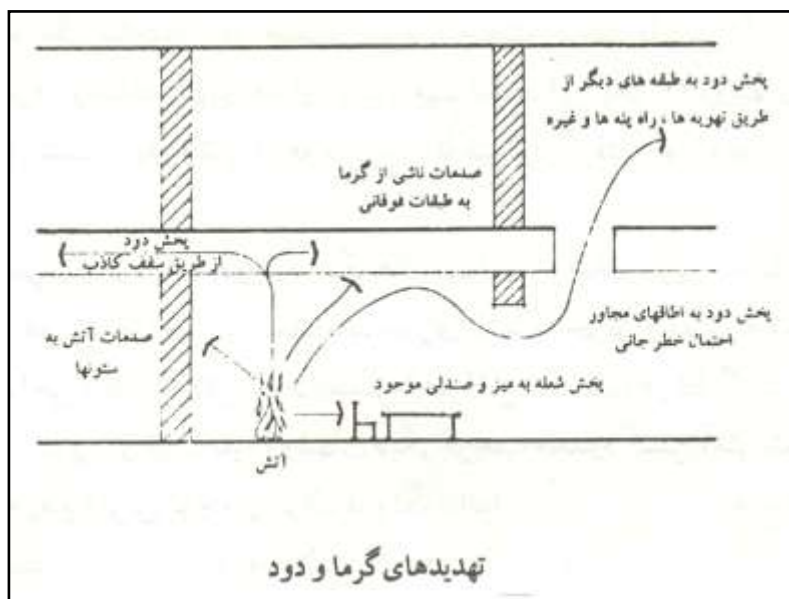 پخش دود به طبقه های دیگر از
طریق تهویه ها ، راه پله ها و غیره
صدمات ناشی از گرما
به طبقات فوقانی
پخش دود
از طریق سقف کاذب
پخش دود به اطاقهای مجاور
احتمال خطر جانی
صدمات آتش به
ستونها
پخش شعله به میز و صندلی موجود
آتش
تهدیدهای گرما و دود